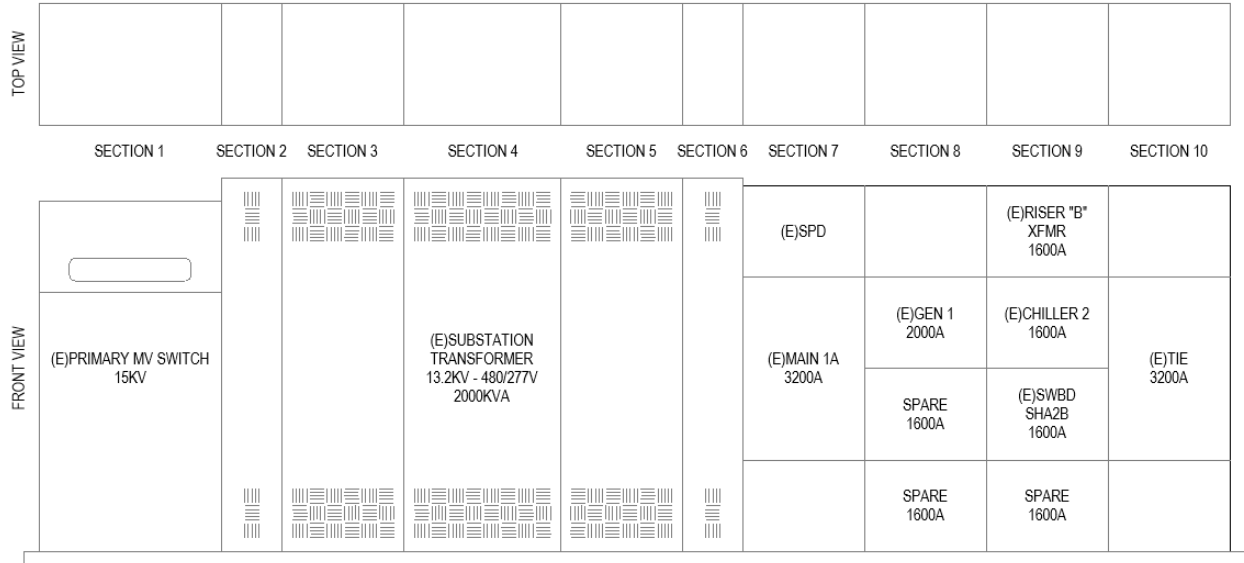 TOP VIEW
SECTION 1
SECTION 2
SECTION 3
SECTION 4
SECTION 5
SECTION 6
SECTION 7
SECTION 8
SECTION 9
SECTION 10
FRONT VIEW
(E)PRIMARY MV SWITCH
15KV
(E)SUBSTATION
TRANSFORMER
13.2KV - 480/277V
2000KVA
(E)SPD
(E)MAIN 1A
3200A
(E)GEN 1
2000A
SPARE
1600A
SPARE
1600A
(E)RISER "B"
XFMR
1600A
(E)CHILLER 2
1600A
(E)SWBD
SHA2B
1600A
SPARE
1600A
(E)TIE
3200A